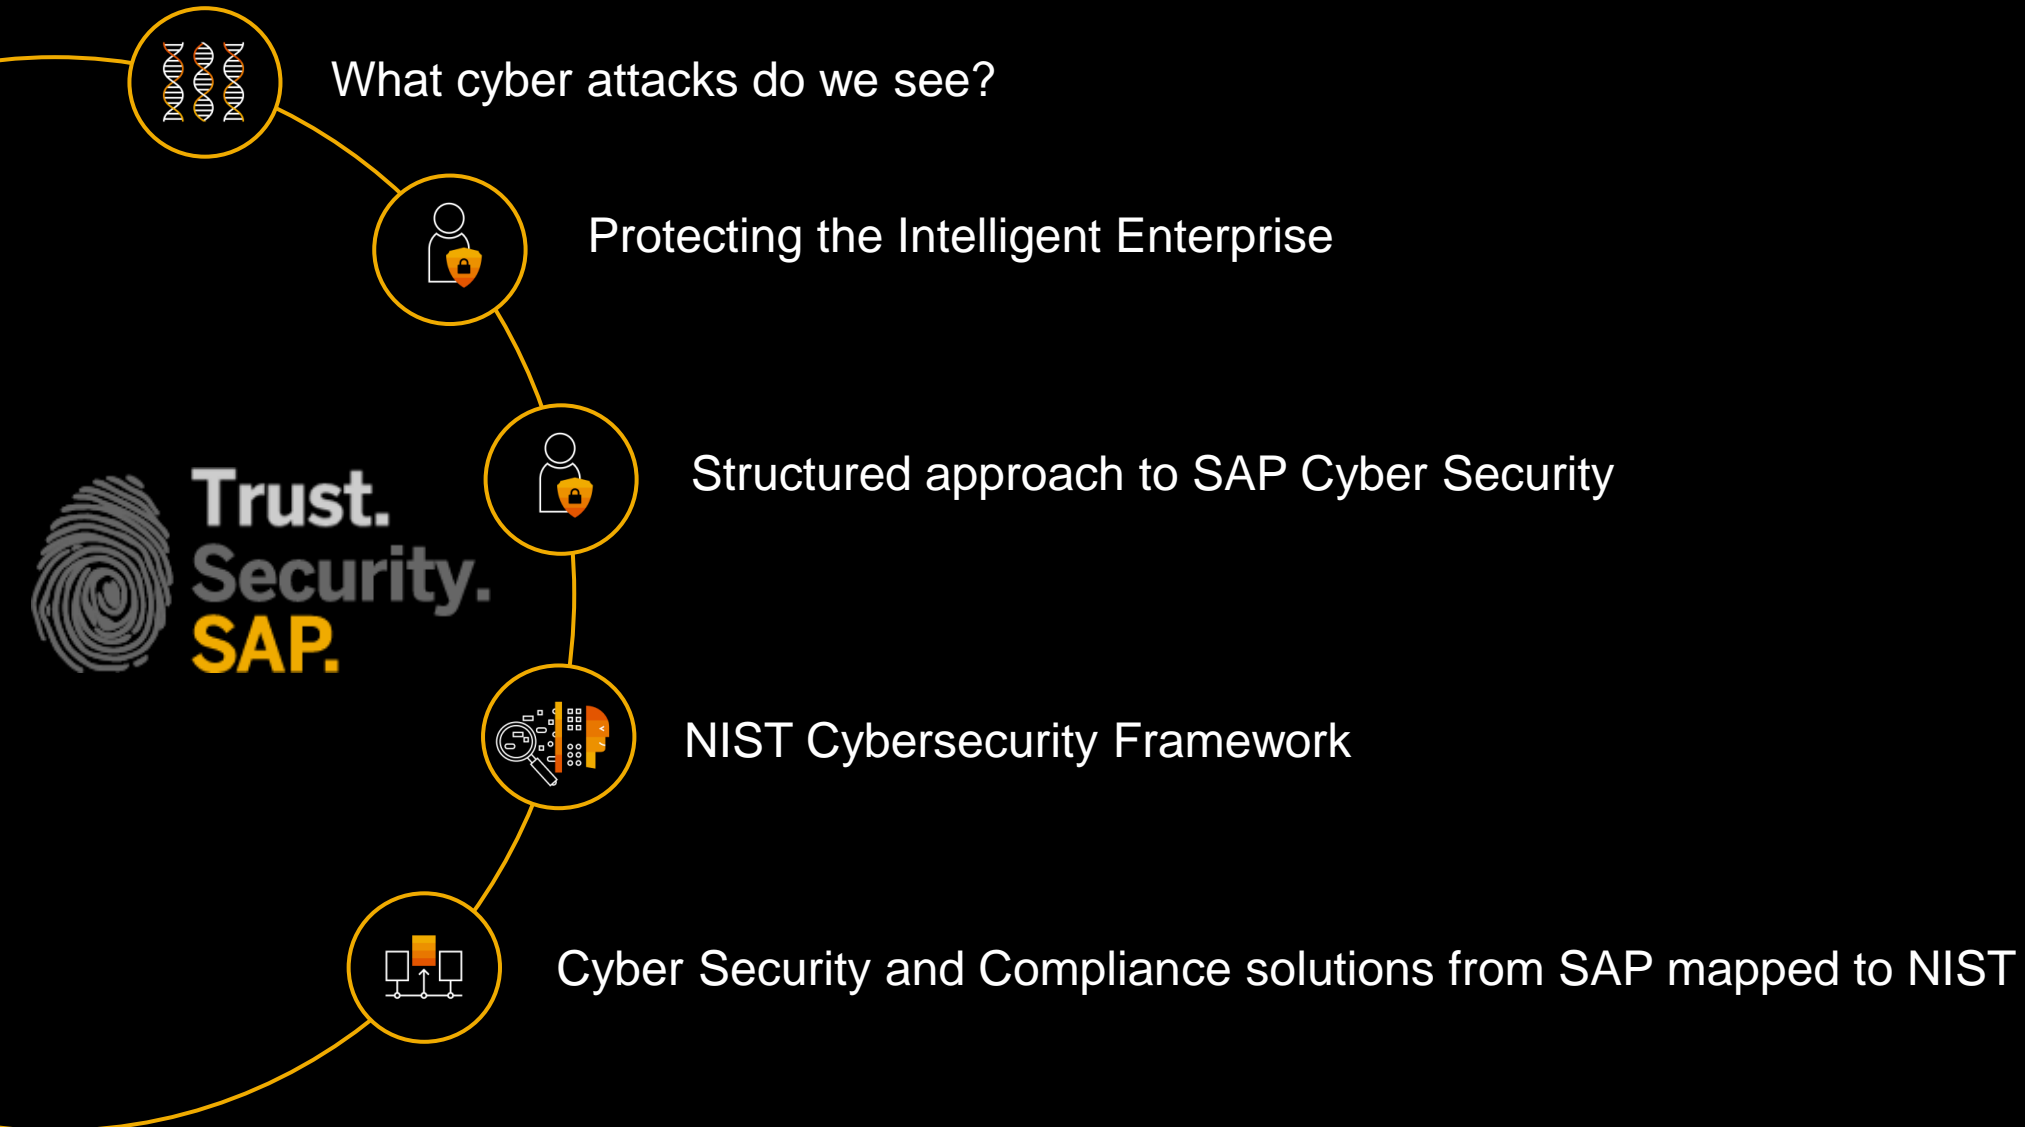 What cyber attacks do we see?
Protecting the Intelligent Enterprise
Structured approach to SAP Cyber Security
Trust.
Security.
SAP.
NIST Cybersecurity Framework
Cyber Security and Compliance solutions from SAP mapped to NIST